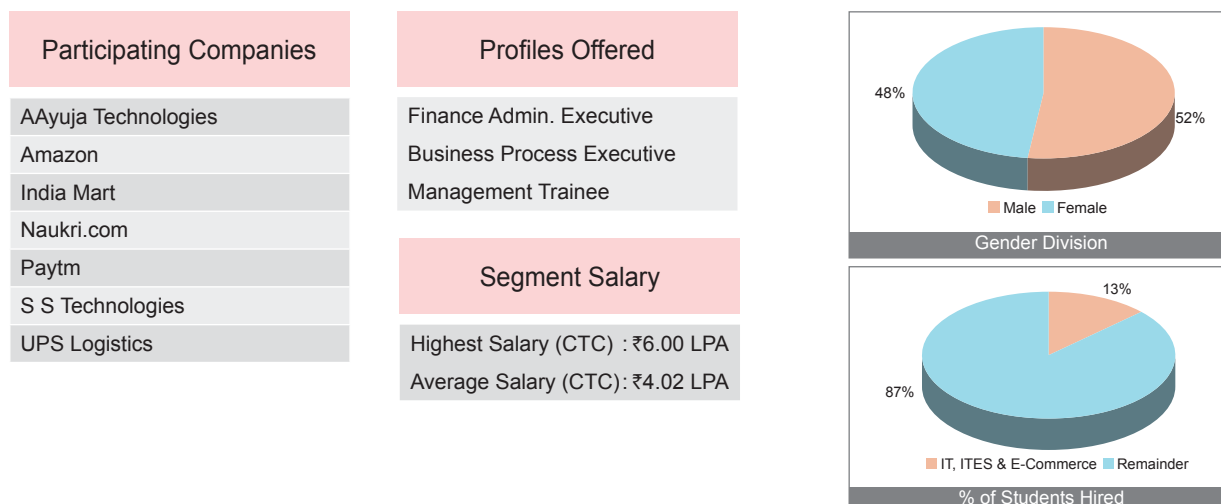 Participating Companies
AAyuja Technologies
Amazon
India Mart
Naukri.com
Paytm
S S Technologies
UPS Logistics
Profiles Offered
Finance Admin. Executive
Business Process Executive
Management Trainee
Segment Salary
Highest Salary (CTC) : ₹6.00 LPA
Average Salary (CTC) : ₹4.02 LPA
48%
52%
Male Female
Gender Division
13%
87%
IT, ITES & E-Commerce Remainder
% of Students Hired